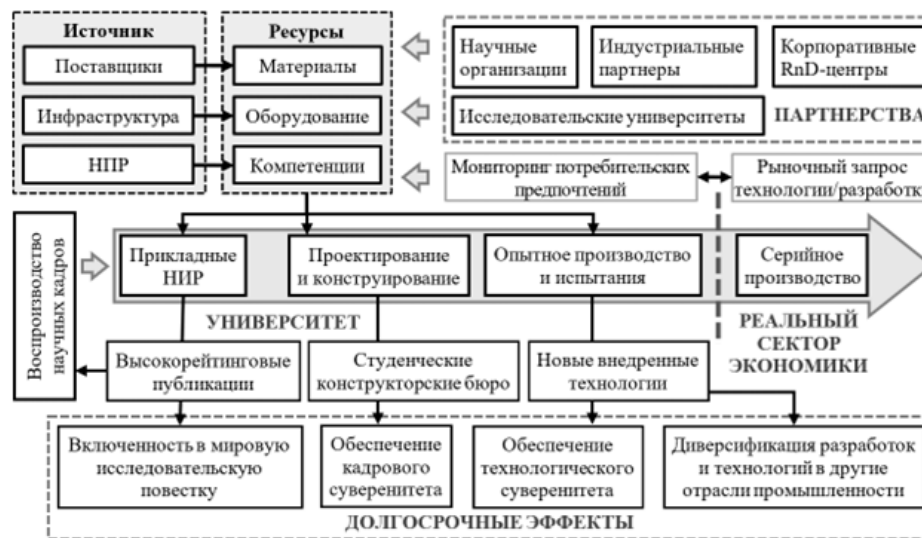 Источник
Ресурсы
Поставщики
Материалы
Инфраструктура
Оборудование
НПР
Компетенции
Научные
организации
Индустриальные
партнеры
Корпоративные
RnD-центры
Исследовательские университеты
ПАРТНЕРСТВА
Мониторинг потребительских
предпочтений
Рыночный запрос
технологии/разработки
Воспроизводство
научных кадров
Прикладные
НИР
Проектирование
и конструирование
Опытное производство
и испытания
Серийное
производство
УНИВЕРСИТЕТ
РЕАЛЬНЫЙ
СЕКТОР
ЭКОНОМИКИ
Высокорейтинговые
публикации
Студенческие
конструкторские бюро
Новые внедренные
технологии
Включенность в мировую
исследовательскую
повестку
Обеспечение
кадрового
суверенитета
Обеспечение
технологического
суверенитета
Диверсификация разработок
и технологий в другие
отрасли промышленности
ДОЛГОСРОЧНЫЕ ЭФФЕКТЫ